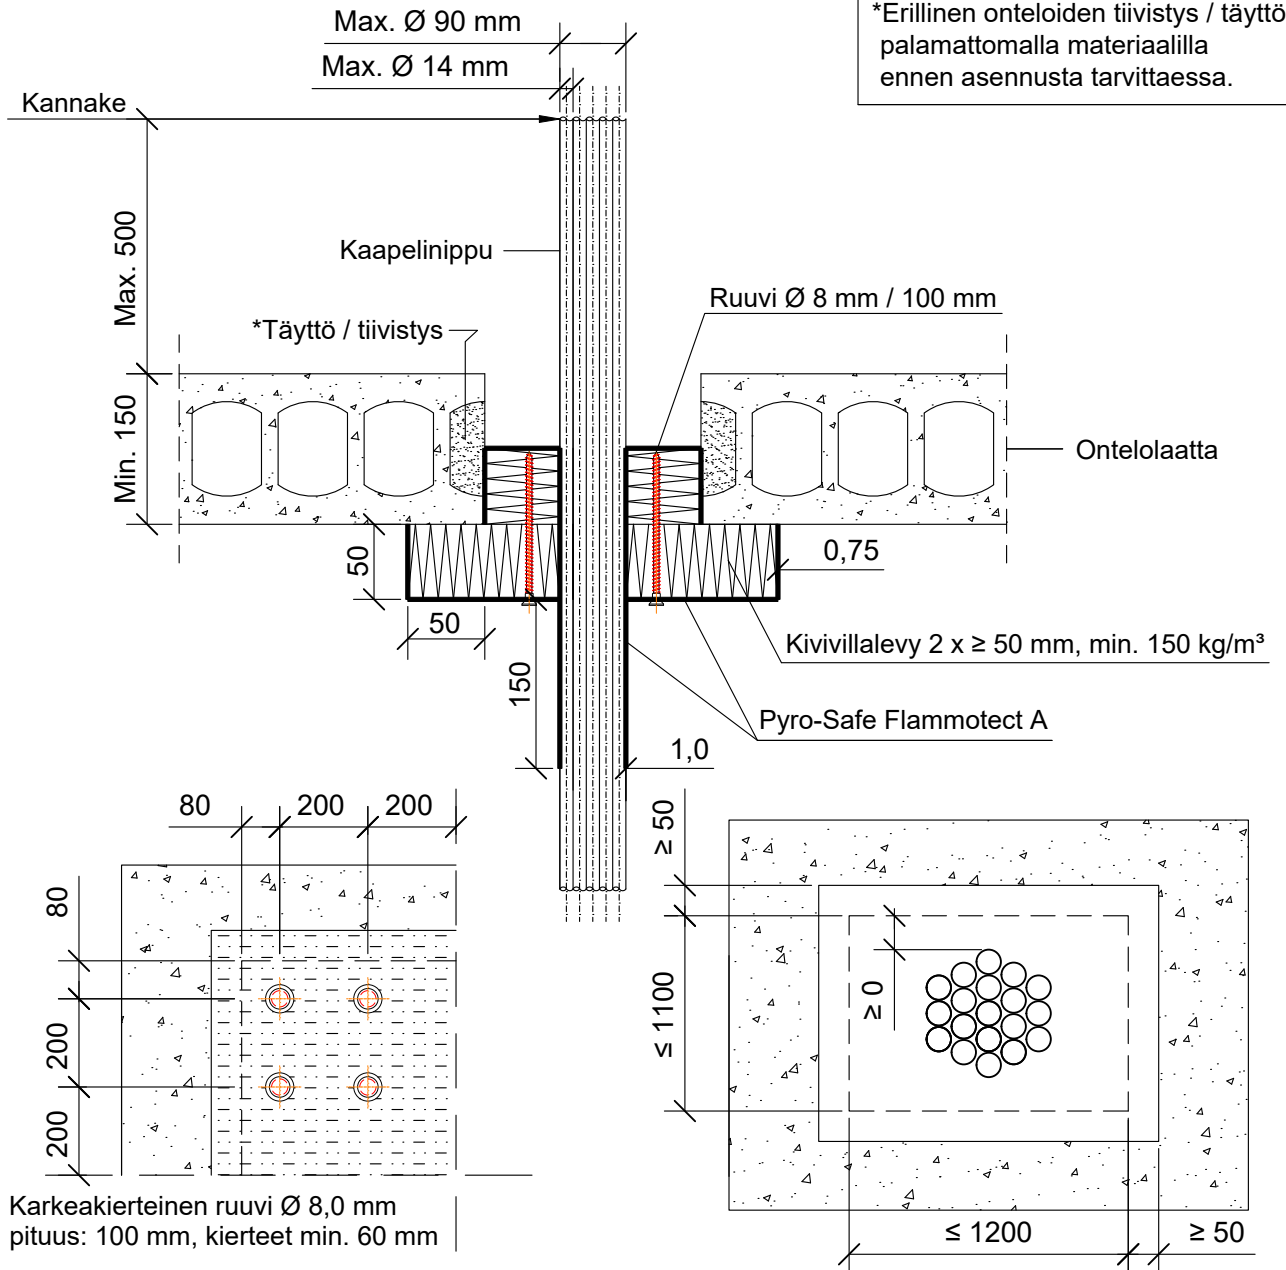 *Erillinen onteloiden tiivistys / täyttö
palamattomalla materiaalilla
ennen asennusta tarvittaessa.
Max. Ø 90 mm
Max. Ø 14 mm
Kannake
Max. 500
Kaapelinippu
Ruuvi Ø 8 mm / 100 mm
*Täyttö / tiivistys
Min. 150
Ontelolaatta
50
0,75
50
Kivivillalevy 2 x ≥ 50 mm, min. 150 kg/m³
150
Pyro-Safe Flammotect A
1,0
80
200
200
80
200
200
≥ 50
≤ 1100
≥ 0
≤ 1200
≥ 50
Karkeakierteinen ruuvi Ø 8,0 mm
pituus: 100 mm, kierteet min. 60 mm